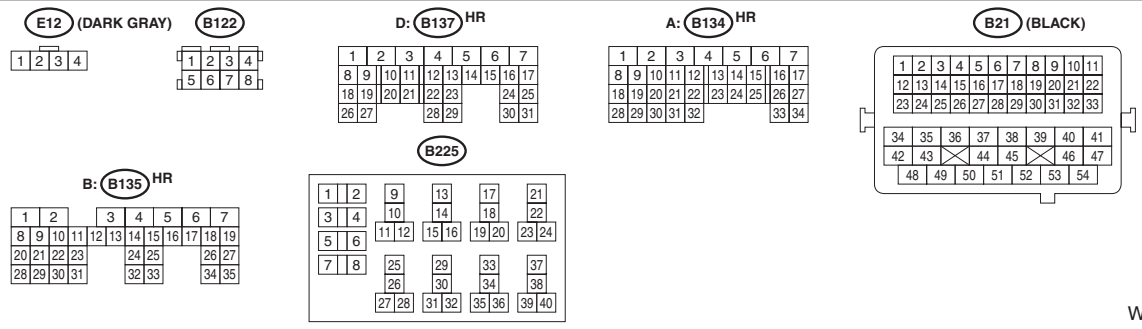 E12 (DARK GRAY)
1 2 3 4
B122
1 2 3 4
5 6 7 8
D: B137 HR
1 2 3 4 5 6 7
8 9 10 11 12 13 14 15 16 17
18 19 20 21 22 23 24 25
26 27 28 29 30 31
A: B134 HR
1 2 3 4 5 6 7
8 9 10 11 12 13 14 15 16 17
18 19 20 21 22 23 24 25 26 27
28 29 30 31 32 33 34
B21 (BLACK)
1 2 3 4 5 6 7 8 9 10 11
12 13 14 15 16 17 18 19 20 21 22
23 24 25 26 27 28 29 30 31 32 33
34 35 36 37 38 39 40 41
42 43 44 45 46 47
48 49 50 51 52 53 54
B: B135 HR
1 2 3 4 5 6 7
8 9 10 11 12 13 14 15 16 17 18 19
20 21 22 23 24 25 26 27
28 29 30 31 32 33 34 35
B225
1 2 9 13 17 21
3 4 10 14 18 22
5 6 11 12 15 16 19 20 23 24
7 8 25 29 33 37
26 30 34 38
27 28 31 32 35 36 39 40
W